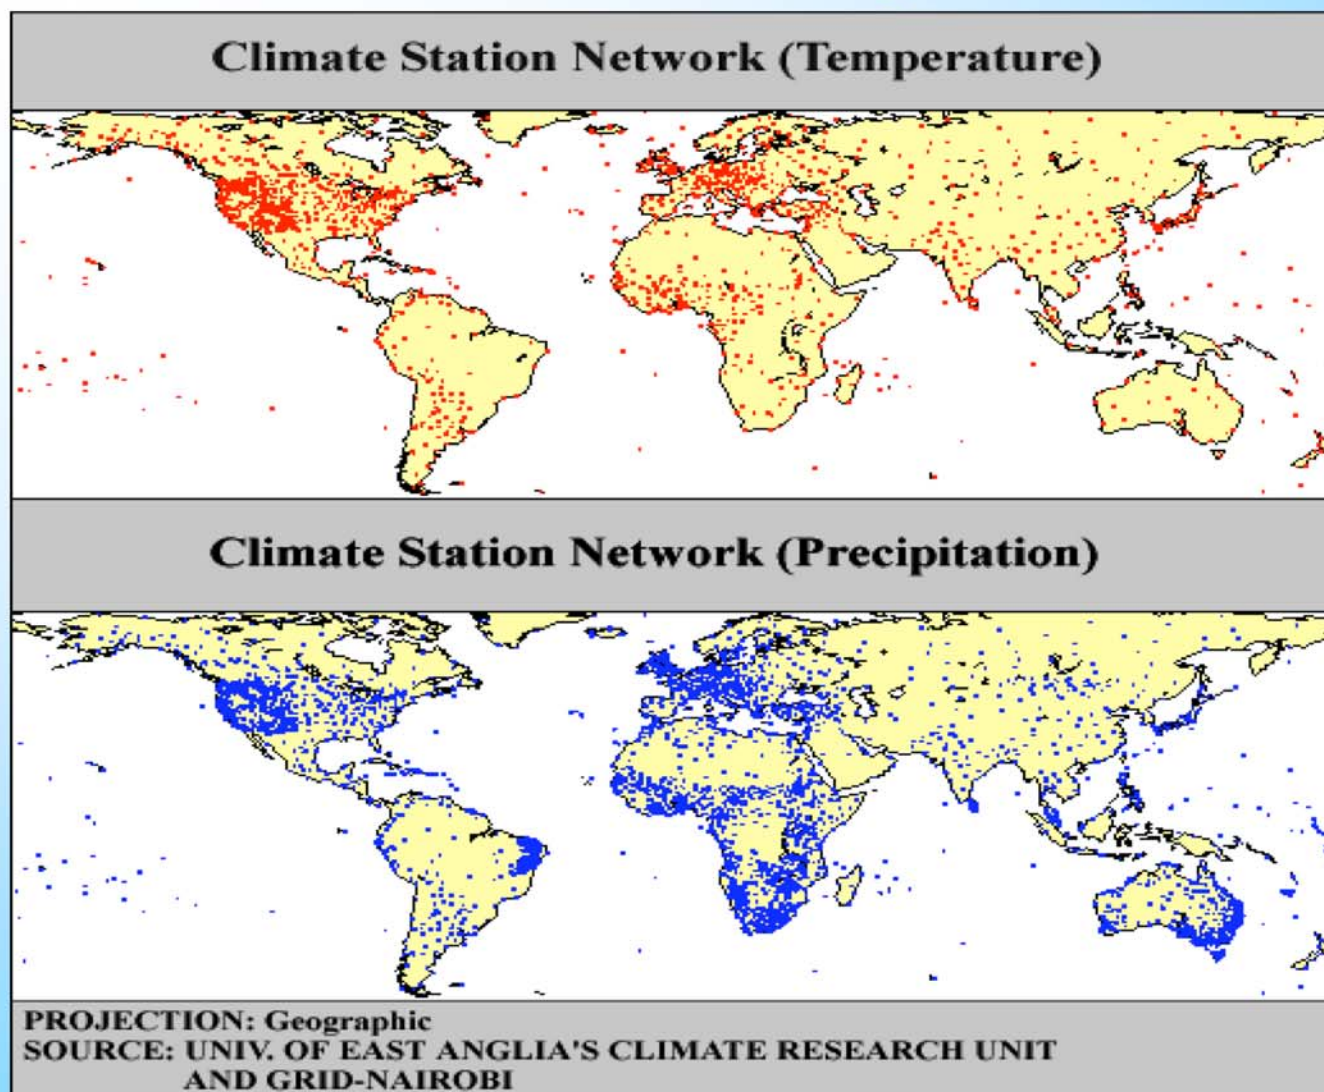 Climate Station Network (Temperature)
Climate Station Network (Precipitation)
PROJECTION: Geographic
SOURCE: UNIV. OF EAST ANGLIA'S CLIMATE RESEARCH UNIT
AND GRID-NAIROBI